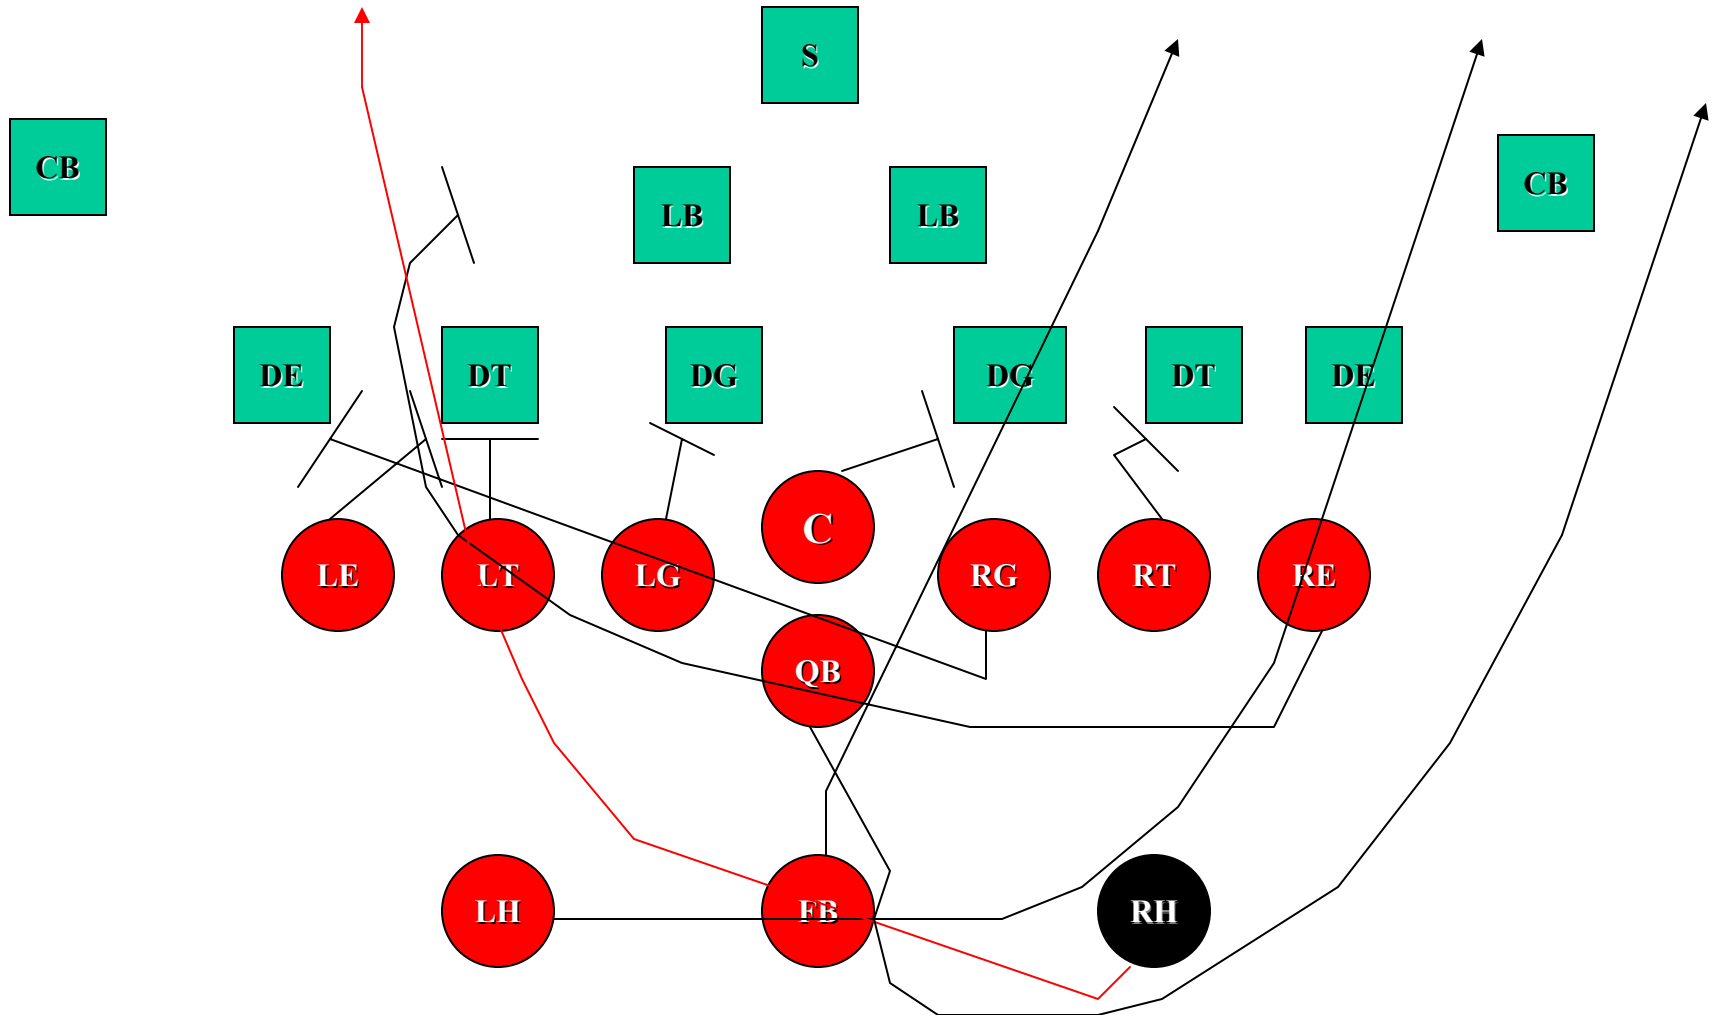 S
CB
CB
LB
LB
DE
DT
DG
DG
DT
DE
C
LE
LT
LG
RG
RT
RE
QB
LH
FB
RH